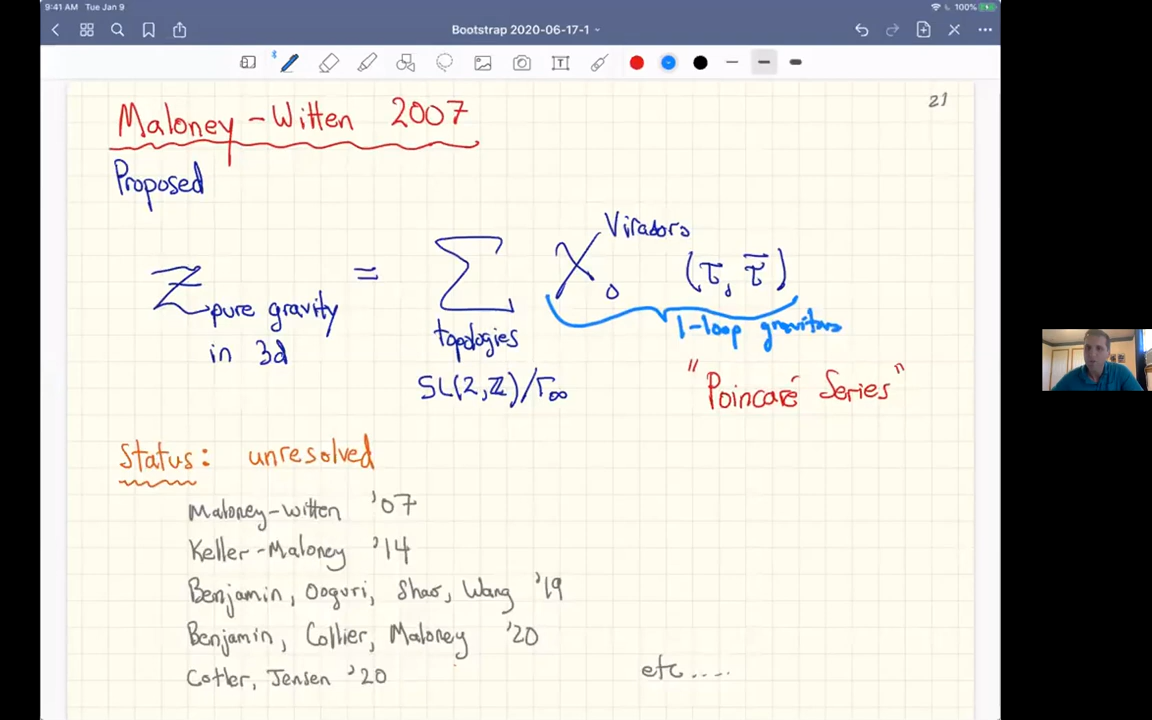 9:41 AM Tue Jan 9
100%
Bootstrap 2020-06-17-1
21
Maloney-Witten 2007
Proposed
Z pure gravity in 3d = Σ topologies SL(2,ℤ)/Γ∞ χ₀ Virasoro (τ, τ̄)
1-loop gravitons
"Poincaré Series"
Status: unresolved
Maloney-Witten '07
Keller-Maloney '14
Benjamin, Ooguri, Shao, Wang '19
Benjamin, Collier, Maloney '20
Cotler, Jensen '20
etc.....